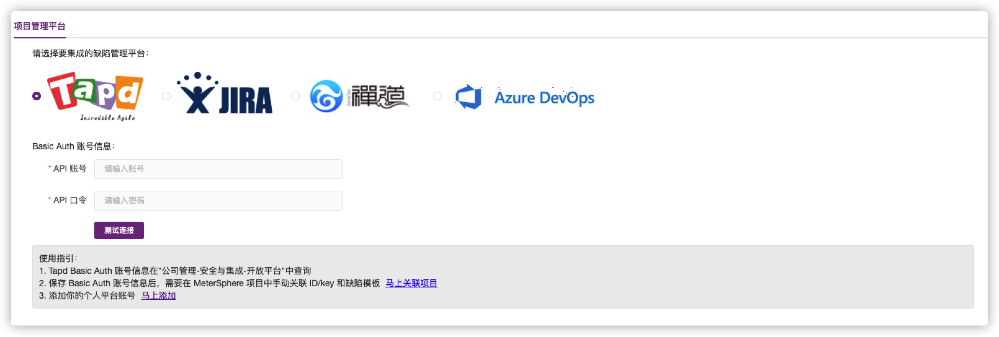 项目管理平台
请选择要集成的缺陷管理平台：
Tapd
Incredible Agile
JIRA
Zen&Tao
禪道
Azure DevOps
Basic Auth 账号信息：
* API 账号 请输入账号
* API 口令 请输入密码
测试连接
使用指引：
1. Tapd Basic Auth 账号信息在"公司管理-安全与集成-开放平台"中查询
2. 保存 Basic Auth 账号信息后，需要在 MeterSphere 项目中手动关联 ID/key 和缺陷模板 马上关联项目
3. 添加你的个人平台账号 马上添加